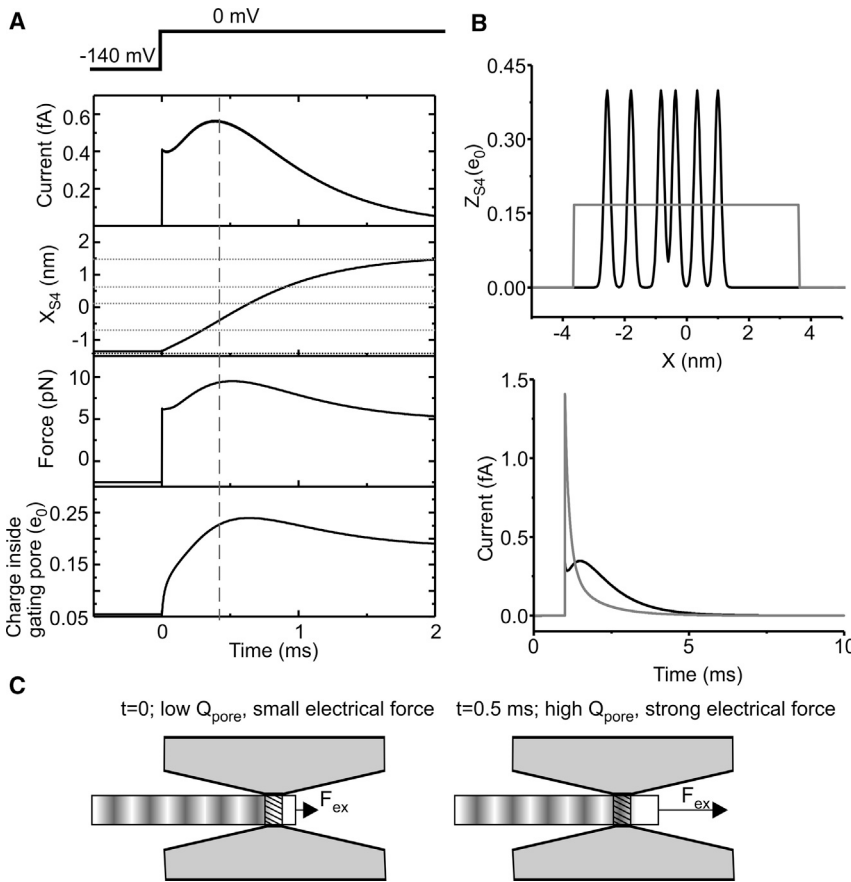 A
0 mV
-140 mV
Current (fA)
0.6
0.4
0.2
X_S4 (nm)
2
1
0
-1
Force (pN)
10
5
0
Charge inside
gating pore (e_0)
0.25
0.15
0.05
0
1
2
Time (ms)
B
Z_S4(e_0)
0.45
0.30
0.15
0.00
-4
-2
0
2
4
X (nm)
Current (fA)
1.5
1.0
0.5
0.0
0
5
10
Time (ms)
C
t=0; low Q_pore, small electrical force
t=0.5 ms; high Q_pore, strong electrical force
F_ex
F_ex